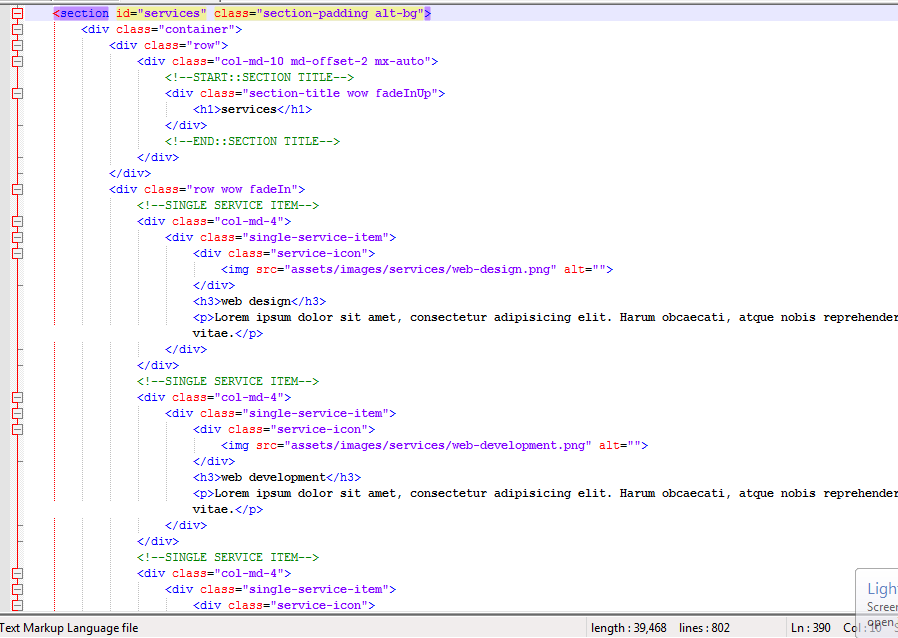 <section id="services" class="section-padding alt-bg">
<div class="container">
<div class="row">
<div class="col-md-10 md-offset-2 mx-auto">
<!--START::SECTION TITLE-->
<div class="section-title wow fadeInUp">
<h1>services</h1>
</div>
<!--END::SECTION TITLE-->
</div>
</div>
<div class="row wow fadeIn">
<!--SINGLE SERVICE ITEM-->
<div class="col-md-4">
<div class="single-service-item">
<div class="service-icon">
<img src="assets/images/services/web-design.png" alt="">
</div>
<h3>web design</h3>
<p>Lorem ipsum dolor sit amet, consectetur adipisicing elit. Harum obcaecati, atque nobis reprehender
vitae.</p>
</div>
</div>
<!--SINGLE SERVICE ITEM-->
<div class="col-md-4">
<div class="single-service-item">
<div class="service-icon">
<img src="assets/images/services/web-development.png" alt="">
</div>
<h3>web development</h3>
<p>Lorem ipsum dolor sit amet, consectetur adipisicing elit. Harum obcaecati, atque nobis reprehender
vitae.</p>
</div>
</div>
<!--SINGLE SERVICE ITEM-->
<div class="col-md-4">
<div class="single-service-item">
<div class="service-icon">
Ligh
Screen
open
Text Markup Language file length : 39,468 lines : 802 Ln : 390 Col : 10